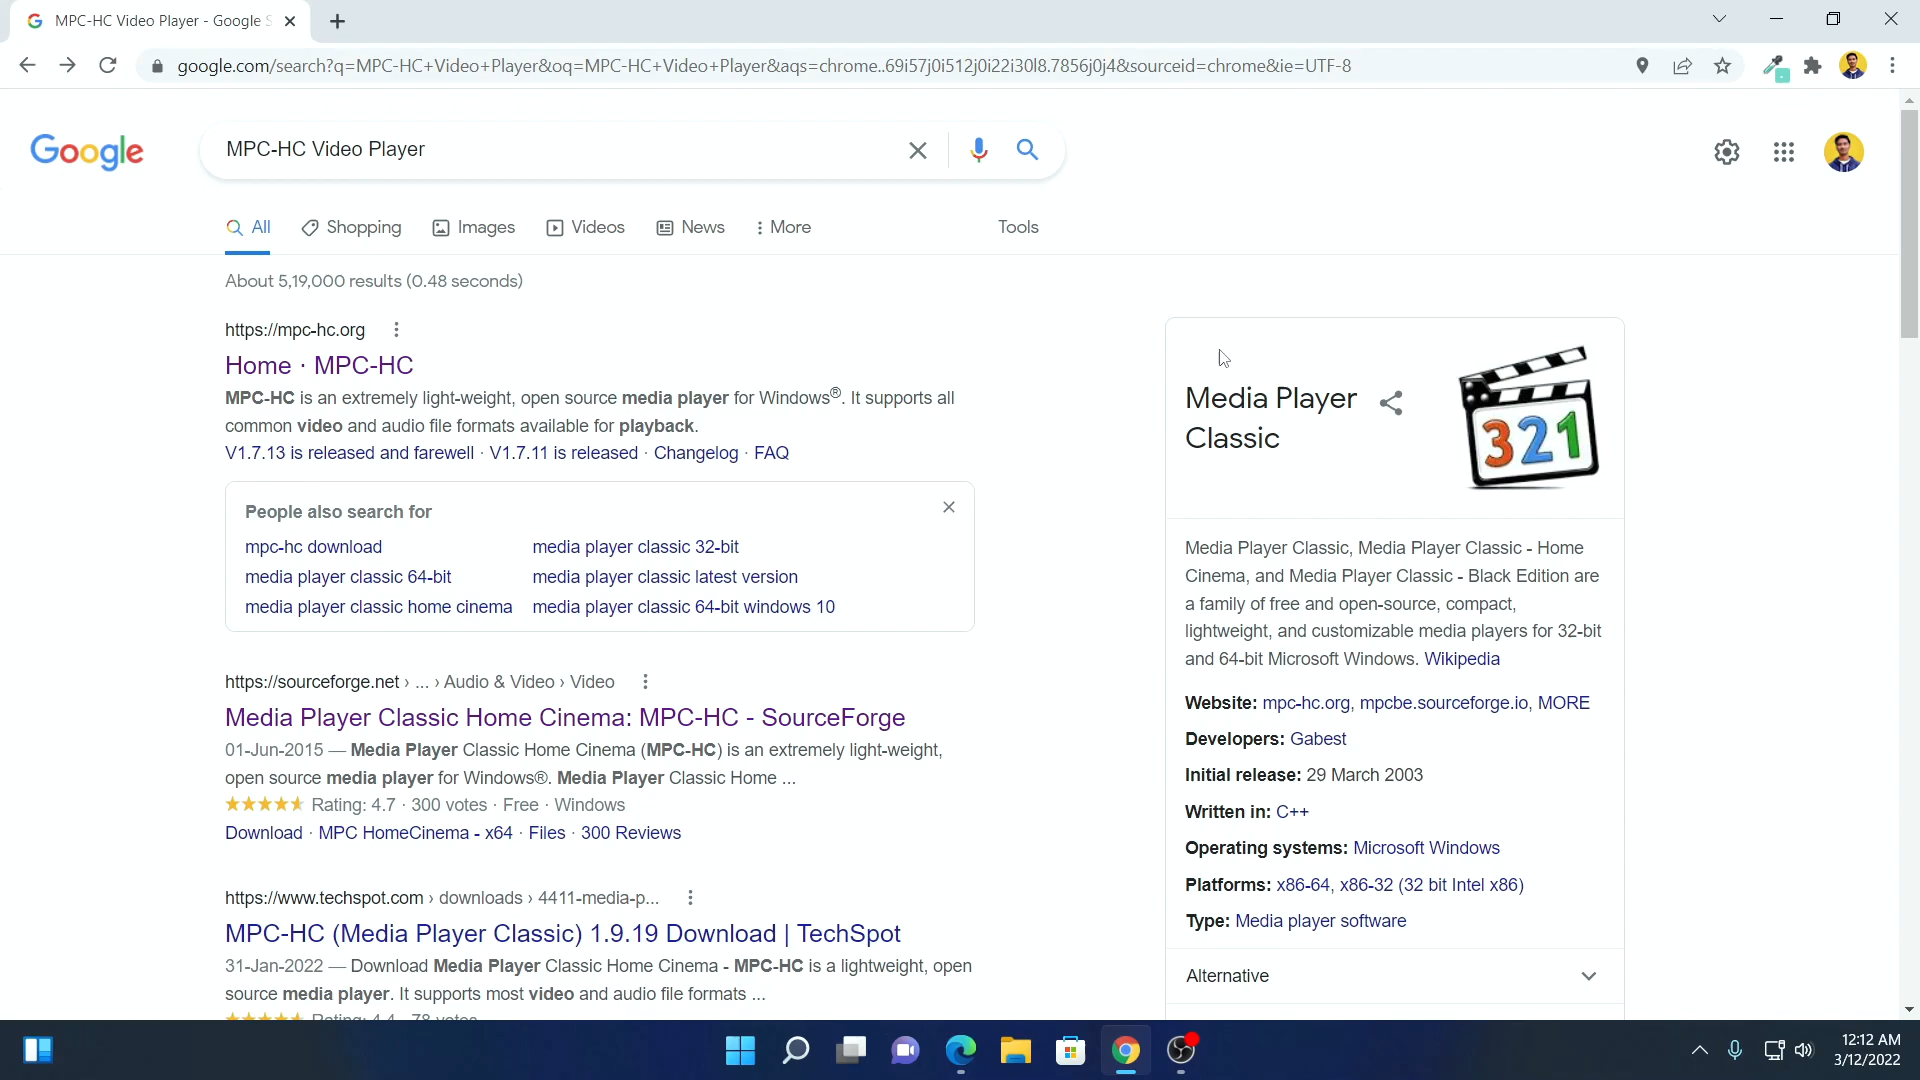 MPC-HC Video Player - Google S
google.com/search?q=MPC-HC+Video+Player&oq=MPC-HC+Video+Player&aqs=chrome..69i57j0i512j0i22i30l8.7856j0j4&sourceid=chrome&ie=UTF-8
Google
MPC-HC Video Player
All Shopping Images Videos News More Tools
About 5,19,000 results (0.48 seconds)
https://mpc-hc.org
Home · MPC-HC
MPC-HC is an extremely light-weight, open source media player for Windows®. It supports all
common video and audio file formats available for playback.
V1.7.13 is released and farewell · V1.7.11 is released · Changelog · FAQ
People also search for
mpc-hc download media player classic 32-bit
media player classic 64-bit media player classic latest version
media player classic home cinema media player classic 64-bit windows 10
https://sourceforge.net › ... › Audio & Video › Video
Media Player Classic Home Cinema: MPC-HC - SourceForge
01-Jun-2015 — Media Player Classic Home Cinema (MPC-HC) is an extremely light-weight,
open source media player for Windows®. Media Player Classic Home ...
Rating: 4.7 · 300 votes · Free · Windows
Download · MPC HomeCinema - x64 · Files · 300 Reviews
https://www.techspot.com › downloads › 4411-media-p...
MPC-HC (Media Player Classic) 1.9.19 Download | TechSpot
31-Jan-2022 — Download Media Player Classic Home Cinema - MPC-HC is a lightweight, open
source media player. It supports most video and audio file formats ...
Rating: 4.4 · 78 votes
Media Player
Classic
321
Media Player Classic, Media Player Classic - Home
Cinema, and Media Player Classic - Black Edition are
a family of free and open-source, compact,
lightweight, and customizable media players for 32-bit
and 64-bit Microsoft Windows. Wikipedia
Website: mpc-hc.org, mpcbe.sourceforge.io, MORE
Developers: Gabest
Initial release: 29 March 2003
Written in: C++
Operating systems: Microsoft Windows
Platforms: x86-64, x86-32 (32 bit Intel x86)
Type: Media player software
Alternative
12:12 AM
3/12/2022